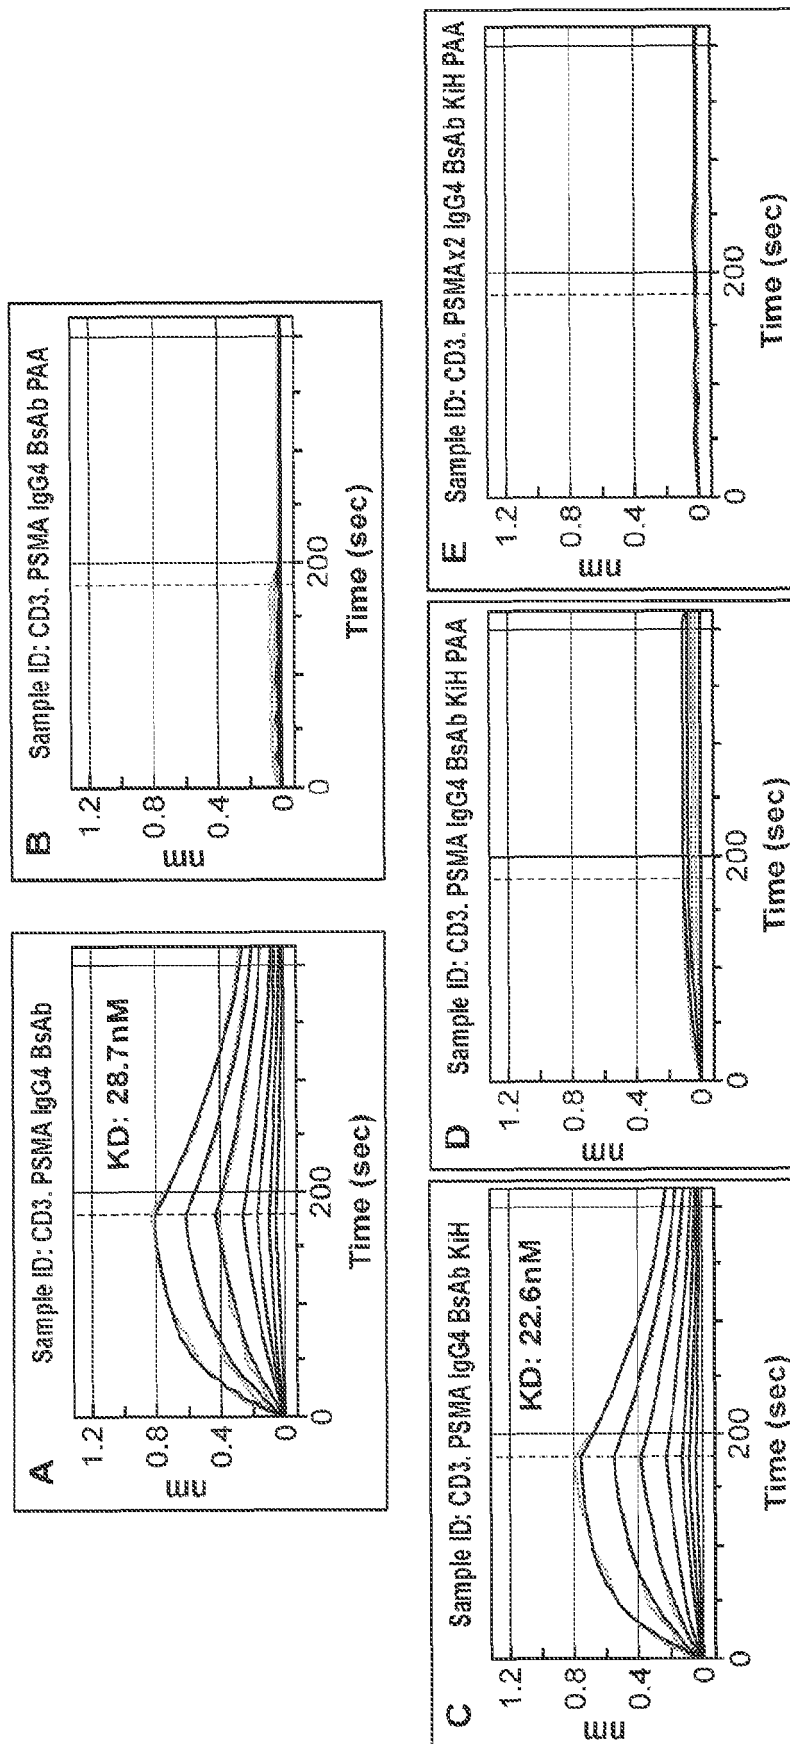 A
Sample ID: CD3. PSMA IgG4 BsAb
KD: 28.7nM
1.2
0.8
0.4
0
nm
0
200
Time (sec)
B
Sample ID: CD3. PSMA IgG4 BsAb PAA
1.2
0.8
0.4
0
nm
0
200
Time (sec)
C
Sample ID: CD3. PSMA IgG4 BsAb KiH
KD: 22.6nM
1.2
0.8
0.4
0
nm
0
200
Time (sec)
D
Sample ID: CD3. PSMA IgG4 BsAb KiH PAA
1.2
0.8
0.4
0
nm
0
200
Time (sec)
E
Sample ID: CD3. PSMAx2 IgG4 BsAb KiH PAA
1.2
0.8
0.4
0
nm
0
200
Time (sec)